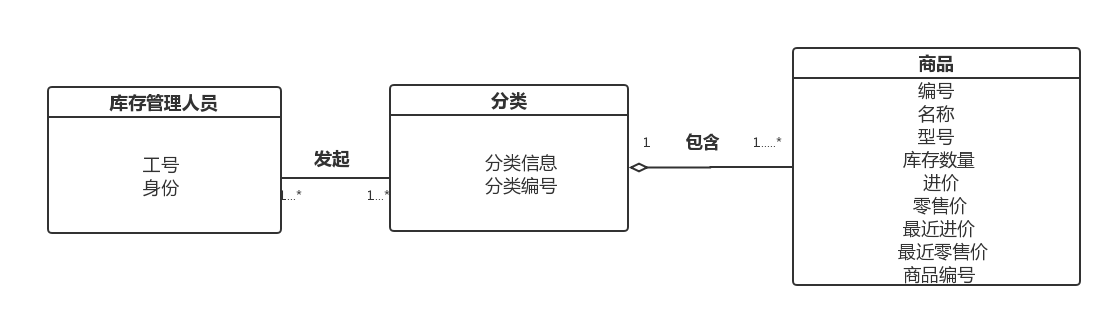 库存管理人员
工号
身份
发起
1...*
1...*
分类
分类信息
分类编号
1
包含
1.....*
商品
编号
名称
型号
库存数量
进价
零售价
最近进价
最近零售价
商品编号